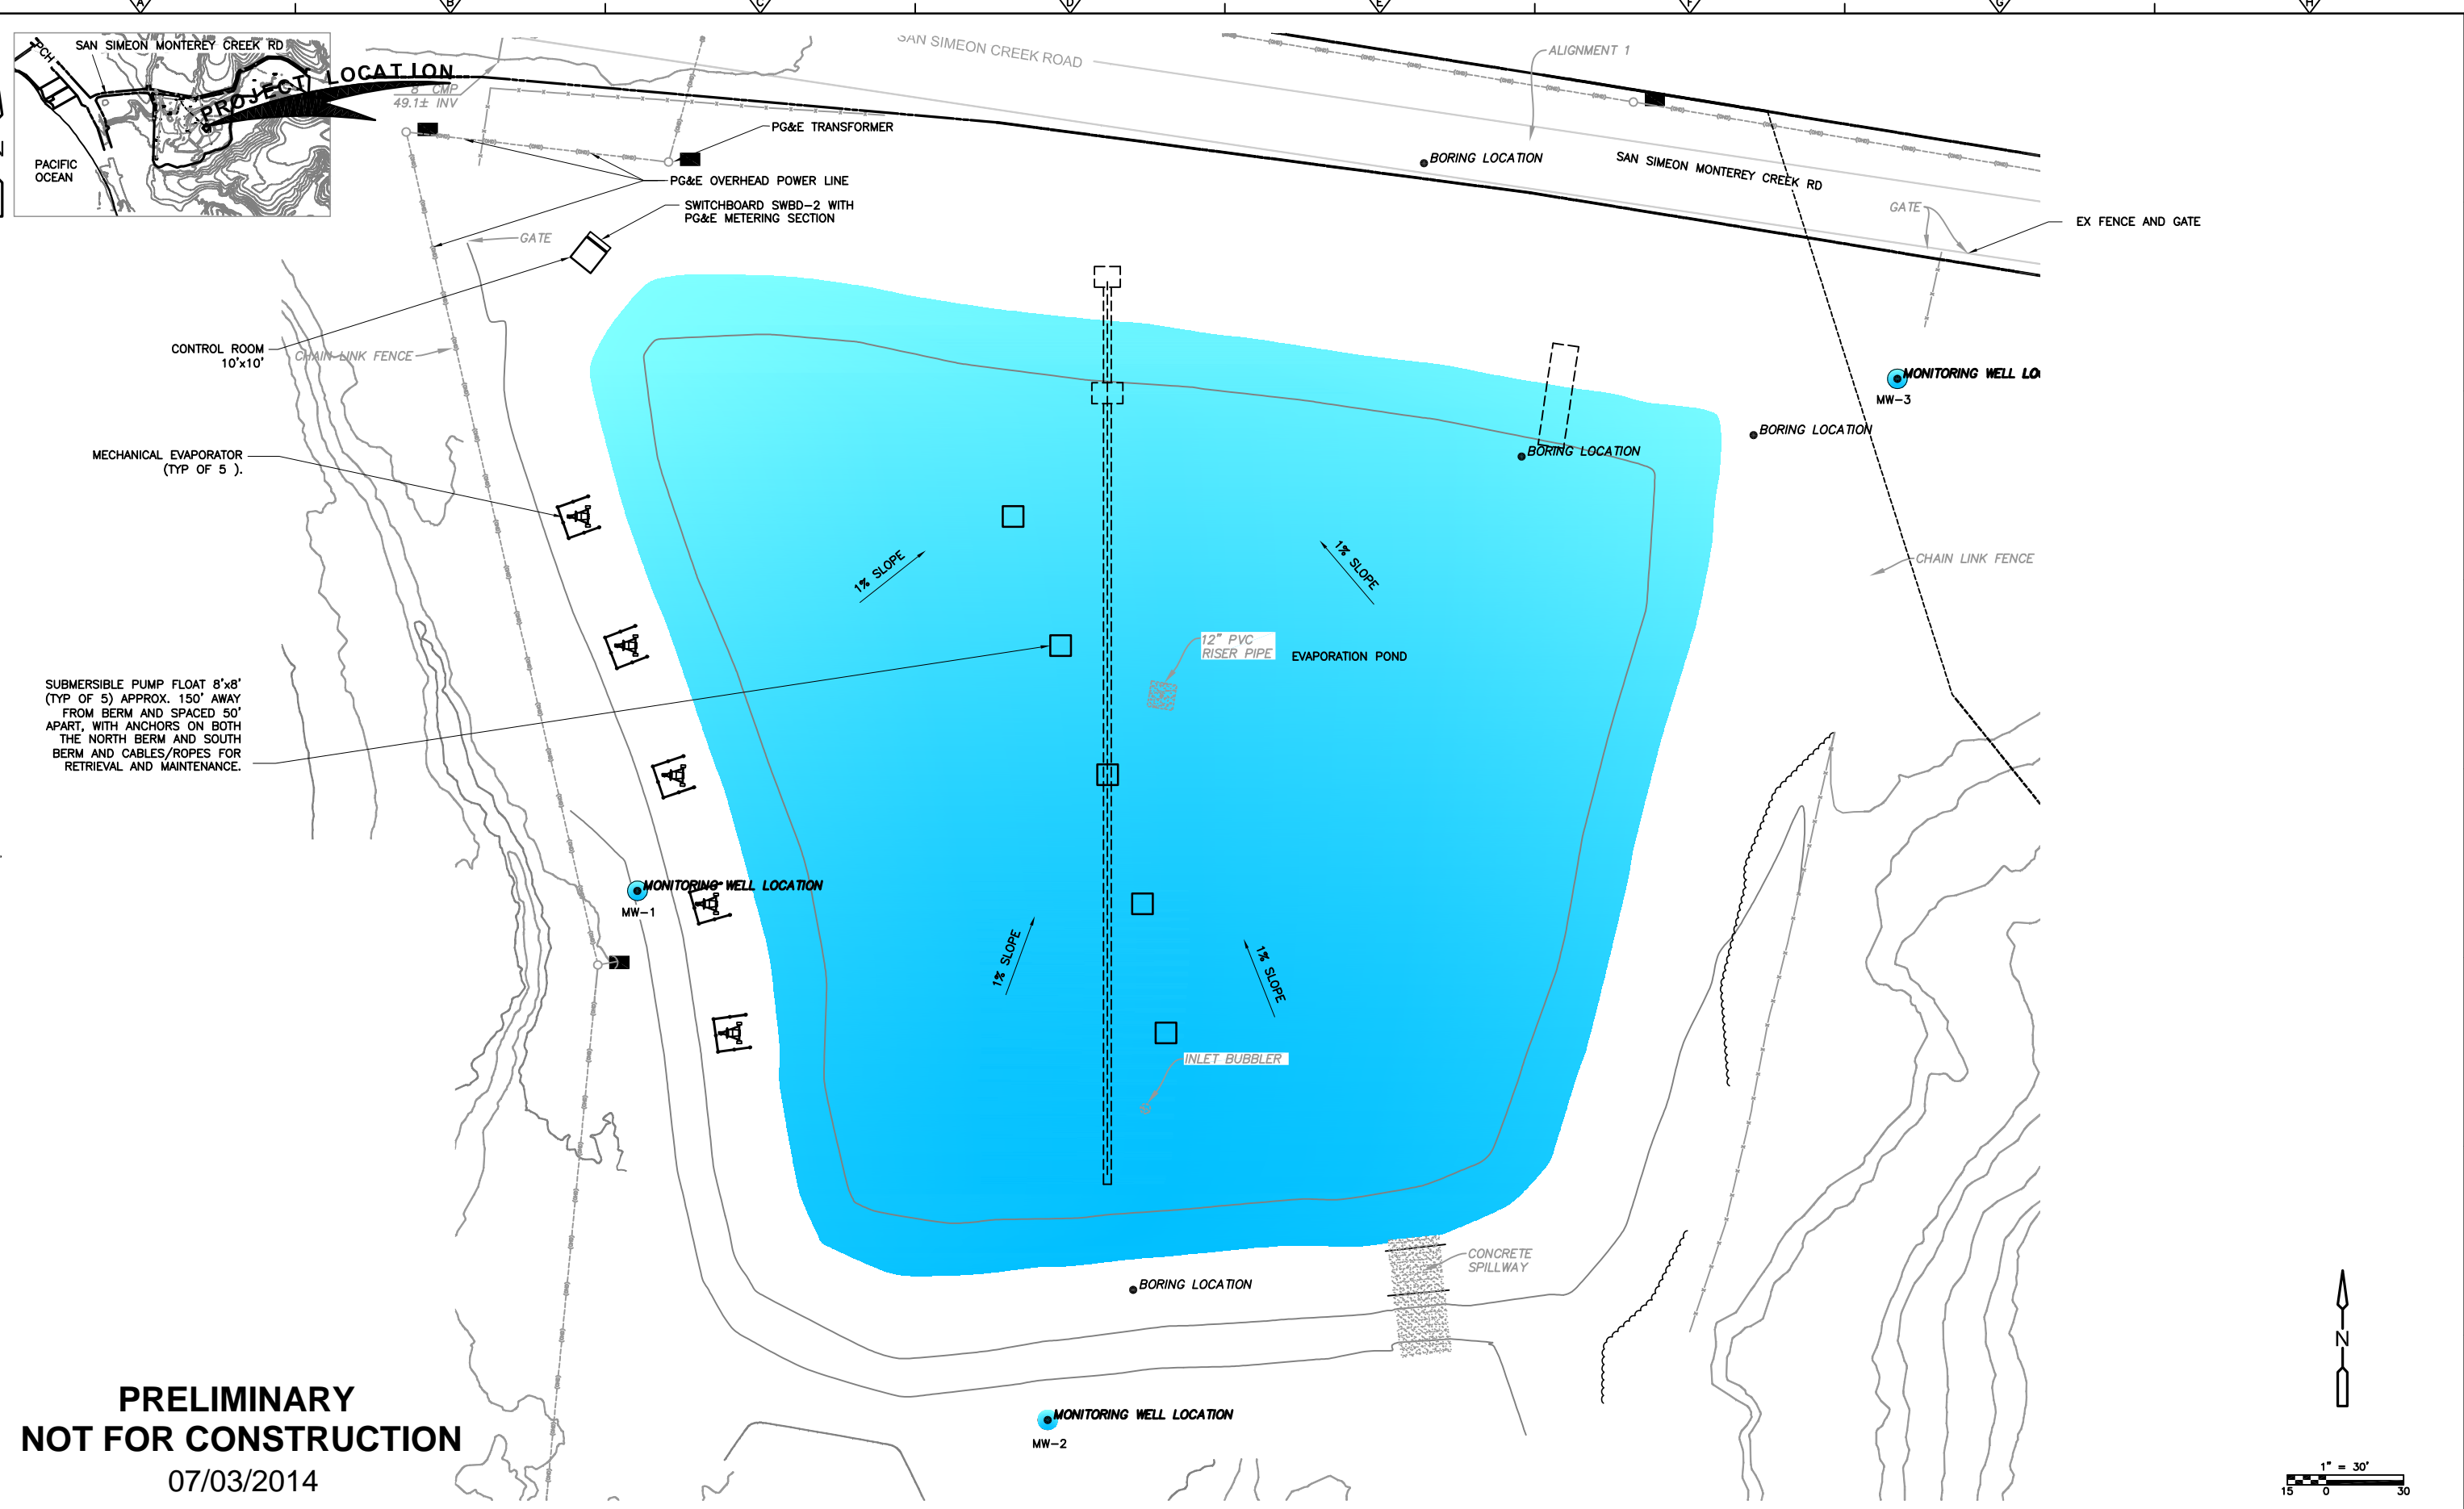 A
B
C
D
E
F
G
H
SAN SIMEON MONTEREY CREEK RD
PCH
PROJECT LOCATION
PACIFIC
OCEAN
8" CMP
49.1± INV
SAN SIMEON CREEK ROAD
ALIGNMENT 1
PG&E TRANSFORMER
BORING LOCATION
SAN SIMEON MONTEREY CREEK RD
PG&E OVERHEAD POWER LINE
SWITCHBOARD SWBD-2 WITH
PG&E METERING SECTION
GATE
GATE
EX FENCE AND GATE
CONTROL ROOM
10'x10'
CHAIN-LINK FENCE
MONITORING WELL
MW-3
BORING LOCATION
BORING LOCATION
MECHANICAL EVAPORATOR
(TYP OF 5 ).
1% SLOPE
1% SLOPE
CHAIN LINK FENCE
12" PVC
RISER PIPE
EVAPORATION POND
SUBMERSIBLE PUMP FLOAT 8'x8'
(TYP OF 5) APPROX. 150' AWAY
FROM BERM AND SPACED 50'
APART, WITH ANCHORS ON BOTH
THE NORTH BERM AND SOUTH
BERM AND CABLES/ROPES FOR
RETRIEVAL AND MAINTENANCE.
MONITORING WELL LOCATION
MW-1
1% SLOPE
1% SLOPE
INLET BUBBLER
CONCRETE
SPILLWAY
BORING LOCATION
MONITORING WELL LOCATION
MW-2
PRELIMINARY
NOT FOR CONSTRUCTION
07/03/2014
N
1" = 30'
15 0 30